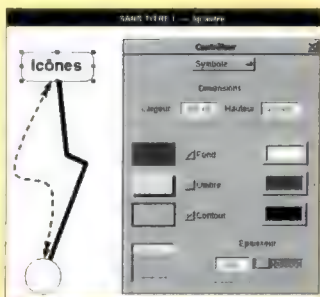 SANS TITRE 1 —
Contrôleur
Icônes
Symbole
Dimensions
Largeur
Hauteur
Fond
Ombre
Contour
Epaisseur